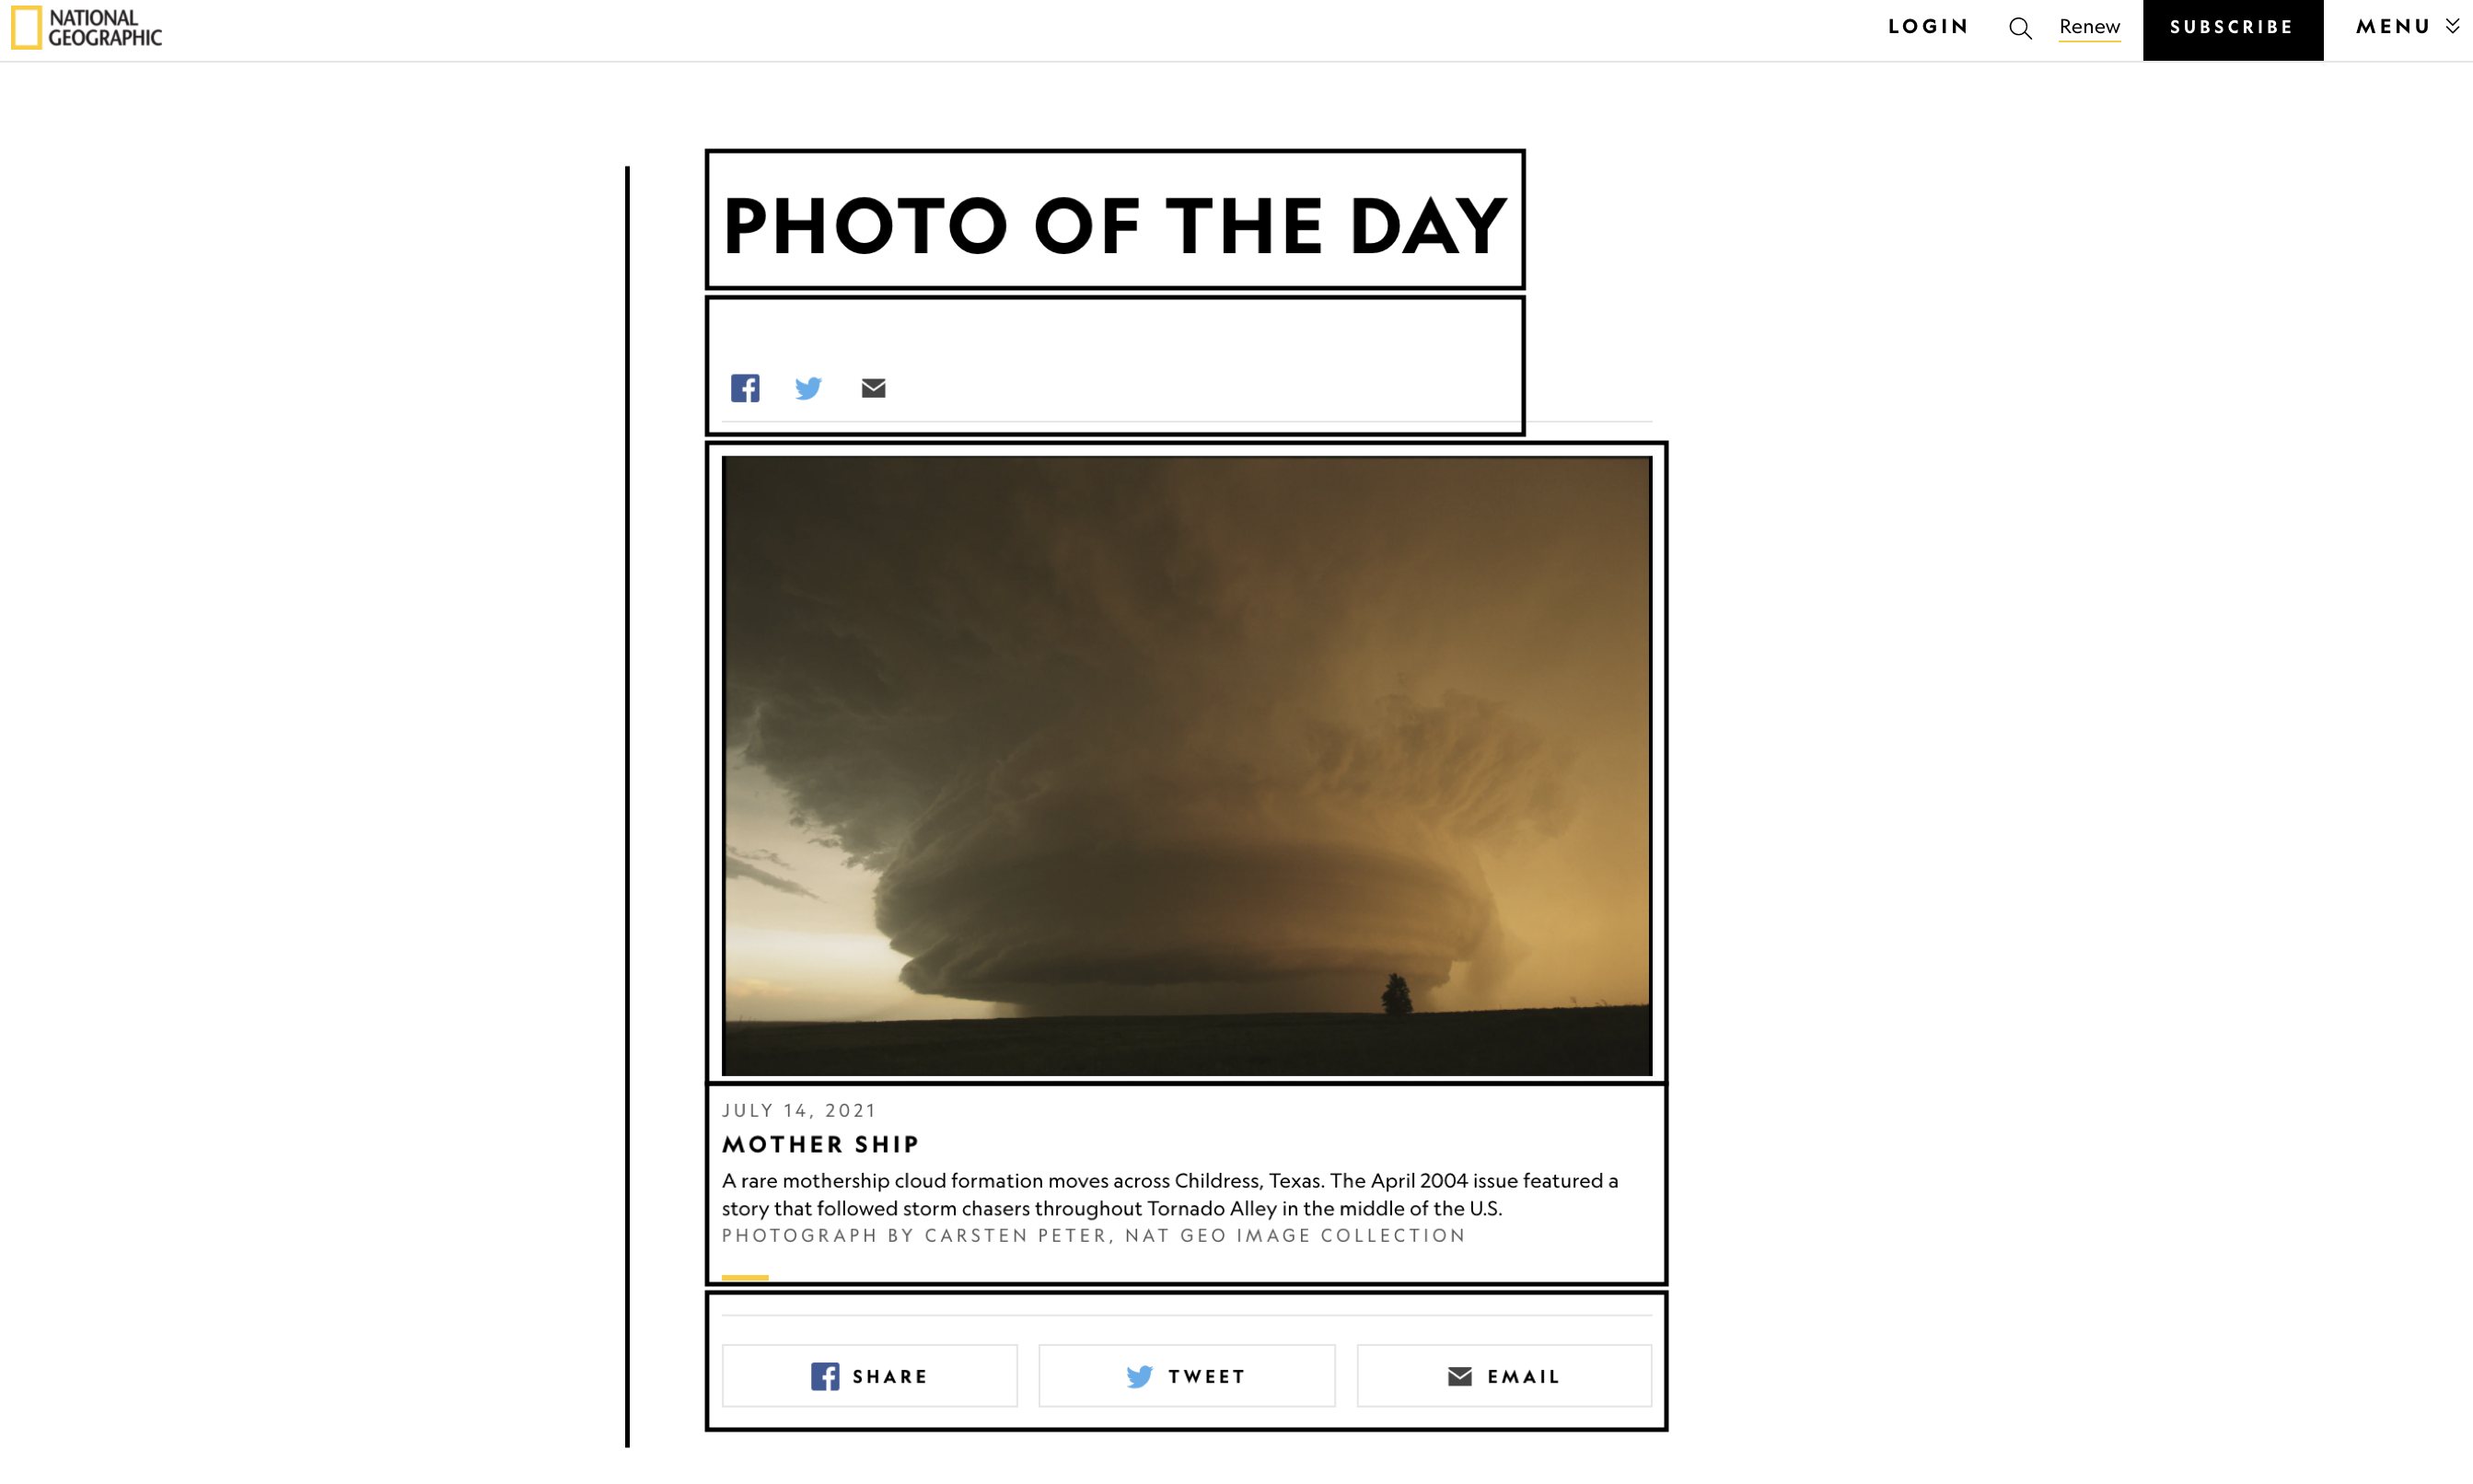 NATIONAL
GEOGRAPHIC
LOGIN
Renew
SUBSCRIBE
MENU
PHOTO OF THE DAY
JULY 14, 2021
MOTHER SHIP
A rare mothership cloud formation moves across Childress, Texas. The April 2004 issue featured a
story that followed storm chasers throughout Tornado Alley in the middle of the U.S.
PHOTOGRAPH BY CARSTEN PETER, NAT GEO IMAGE COLLECTION
SHARE
TWEET
EMAIL